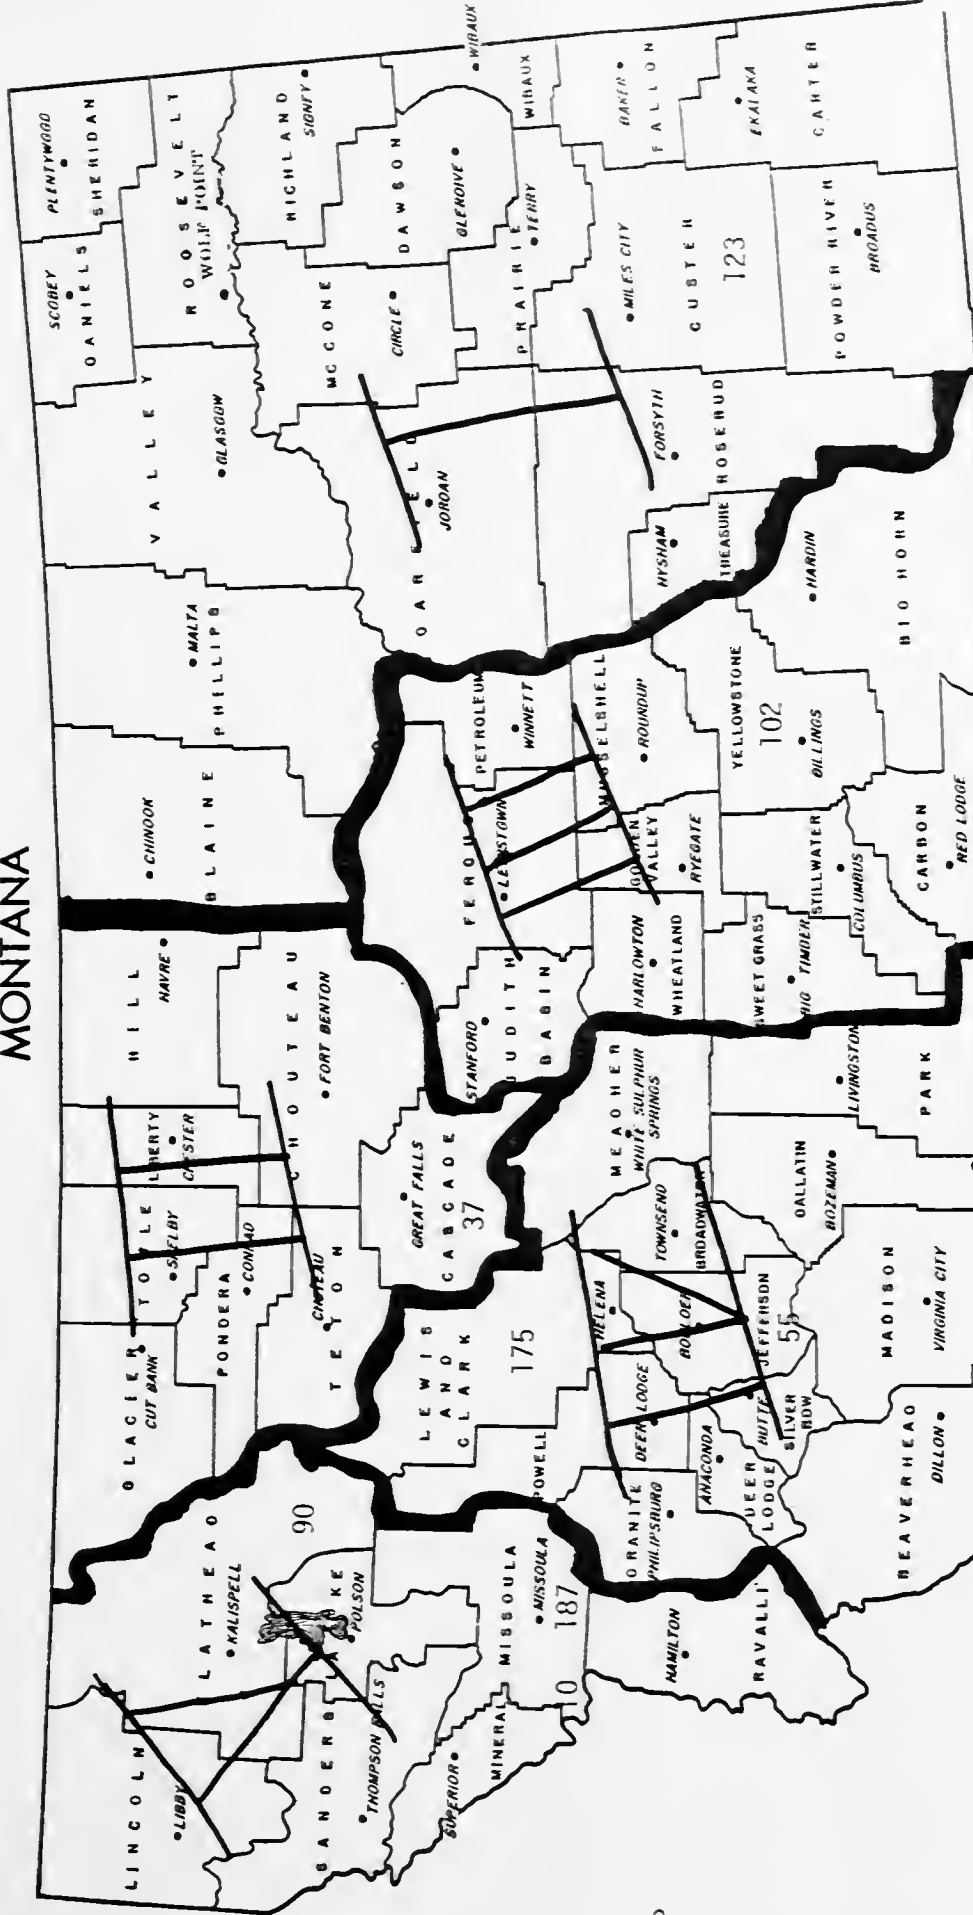 MONTANA
LINCOLN
LIBBY
FLATHEAD
KALISPELL
90
LAKE
POLSON
SANDERS
THOMPSON FALLS
MINERAL
SUPERIOR
MISSOULA
MISSOULA
187
10
RAVALLI
HAMILTON
GLACIER
CUT BANK
TOOLE
SHELBY
PONDERA
CONRAD
TETON
CHOTEAU
LIBERTY
CHESTER
HILL
HAVRE
CHOUTEAU
FORT BENTON
CASCADE
GREAT FALLS
37
LEWIS
AND
CLARK
HELENA
175
POWELL
DEER LODGE
GRANITE
PHILIPSBURG
DEER
LODGE
ANACONDA
SILVER
BOW
BUTTE
JEFFERSON
BOULDER
55
BROADWATER
TOWNSEND
MEAGHER
WHITE SULPHUR
SPRINGS
GALLATIN
BOZEMAN
PARK
LIVINGSTON
MADISON
VIRGINIA CITY
BEAVERHEAD
DILLON
BLAINE
CHINOOK
PHILLIPS
MALTA
VALLEY
GLASGOW
DANIELS
SCOBEY
SHERIDAN
PLENTYWOOD
ROOSEVELT
WOLF POINT
RICHLAND
SIDNEY
MC CONE
CIRCLE
DAWSON
GLENDIVE
WIBAUX
WIBAUX
PRAIRIE
TERRY
GARFIELD
JORDAN
FALLON
BAKER
CUSTER
MILES CITY
123
CARTER
EKALAKA
POWDER RIVER
BROADUS
ROSEBUD
FORSYTH
TREASURE
HYSHAM
BIG HORN
HARDIN
JUDITH
BASIN
STANFORD
FERGUS
LEWISTOWN
PETROLEUM
WINNETT
MUSSELSHELL
ROUNDUP
GOLDEN
VALLEY
RYEGATE
WHEATLAND
HARLOWTON
SWEET GRASS
BIG TIMBER
STILLWATER
COLUMBUS
YELLOWSTONE
102
BILLINGS
CARBON
RED LODGE